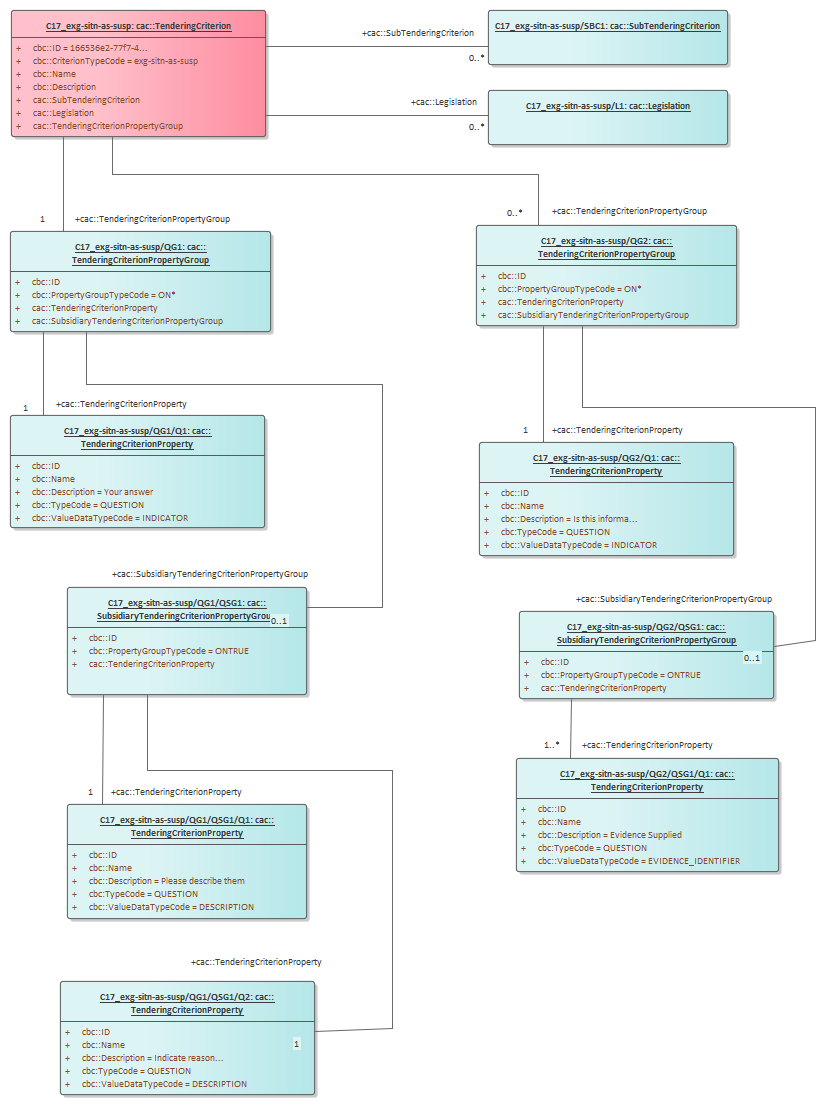 C17_exg-sitn-as-susp: cac::TenderingCriterion
+ cbc::ID = 166536e2-77f7-4...
+ cbc::CriterionTypeCode = exg-sitn-as-susp
+ cbc::Name
+ cbc::Description
+ cac::SubTenderingCriterion
+ cac::Legislation
+ cac::TenderingCriterionPropertyGroup
+cac::SubTenderingCriterion
0..*
C17_exg-sitn-as-susp/SBC1: cac::SubTenderingCriterion
+cac::Legislation
0..*
C17_exg-sitn-as-susp/L1: cac::Legislation
1
+cac::TenderingCriterionPropertyGroup
0..*
+cac::TenderingCriterionPropertyGroup
C17_exg-sitn-as-susp/QG1: cac::
TenderingCriterionPropertyGroup
+ cbc::ID
+ cbc::PropertyGroupTypeCode = ON*
+ cac::TenderingCriterionProperty
+ cac::SubsidiaryTenderingCriterionPropertyGroup
C17_exg-sitn-as-susp/QG2: cac::
TenderingCriterionPropertyGroup
+ cbc::ID
+ cbc::PropertyGroupTypeCode = ON*
+ cac::TenderingCriterionProperty
+ cac::SubsidiaryTenderingCriterionPropertyGroup
1
+cac::TenderingCriterionProperty
C17_exg-sitn-as-susp/QG1/Q1: cac::
TenderingCriterionProperty
+ cbc::ID
+ cbc::Name
+ cbc::Description = Your answer
+ cbc::TypeCode = QUESTION
+ cbc::ValueDataTypeCode = INDICATOR
1
+cac::TenderingCriterionProperty
C17_exg-sitn-as-susp/QG2/Q1: cac::
TenderingCriterionProperty
+ cbc::ID
+ cbc::Name
+ cbc::Description = Is this informa...
+ cbc:TypeCode = QUESTION
+ cbc::ValueDataTypeCode = INDICATOR
+cac::SubsidiaryTenderingCriterionPropertyGroup
C17_exg-sitn-as-susp/QG1/QSG1: cac::
SubsidiaryTenderingCriterionPropertyGrou
0..1
+ cbc::ID
+ cbc::PropertyGroupTypeCode = ONTRUE
+ cac::TenderingCriterionProperty
+cac::SubsidiaryTenderingCriterionPropertyGroup
C17_exg-sitn-as-susp/QG2/QSG1: cac::
SubsidiaryTenderingCriterionPropertyGroup
0..1
+ cbc::ID
+ cbc::PropertyGroupTypeCode = ONTRUE
+ cac::TenderingCriterionProperty
1..*
+cac::TenderingCriterionProperty
C17_exg-sitn-as-susp/QG2/QSG1/Q1: cac::
TenderingCriterionProperty
+ cbc::ID
+ cbc::Name
+ cbc::Description = Evidence Supplied
+ cbc:TypeCode = QUESTION
+ cbc::ValueDataTypeCode = EVIDENCE_IDENTIFIER
1
+cac::TenderingCriterionProperty
C17_exg-sitn-as-susp/QG1/QSG1/Q1: cac::
TenderingCriterionProperty
+ cbc::ID
+ cbc::Name
+ cbc::Description = Please describe them
+ cbc:TypeCode = QUESTION
+ cbc::ValueDataTypeCode = DESCRIPTION
+cac::TenderingCriterionProperty
C17_exg-sitn-as-susp/QG1/QSG1/Q2: cac::
TenderingCriterionProperty
+ cbc::ID
+ cbc::Name
1
+ cbc::Description = Indicate reason...
+ cbc:TypeCode = QUESTION
+ cbc::ValueDataTypeCode = DESCRIPTION